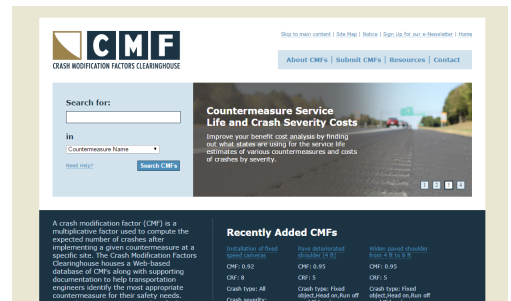 Skip to main content | Site Map | Notice | Sign Up for our e-Newsletter | Home
CMF
CRASH MODIFICATION FACTORS CLEARINGHOUSE
About CMFs | Submit CMFs | Resources | Contact
Search for:
in
Countermeasure Name
Need Help?
Search CMFs
Countermeasure Service
Life and Crash Severity Costs
Improve your benefit cost analysis by finding
out what states are using for the service life
estimates of various countermeasures and costs
of crashes by severity.
1 2 3 4
A crash modification factor (CMF) is a
multiplicative factor used to compute the
expected number of crashes after
implementing a given countermeasure at a
specific site. The Crash Modification Factors
Clearinghouse houses a Web-based
database of CMFs along with supporting
documentation to help transportation
engineers identify the most appropriate
countermeasure for their safety needs.
Recently Added CMFs
Installation of fixed
speed cameras
CMF: 0.92
CRF: 8
Crash type: All
Crash severity:
Pave deteriorated
shoulder (4 ft)
CMF: 0.95
CRF: 5
Crash type: Fixed
object,Head on,Run off
Widen paved shoulder
from 4 ft to 8 ft
CMF: 0.95
CRF: 5
Crash type: Fixed
object,Head on,Run off